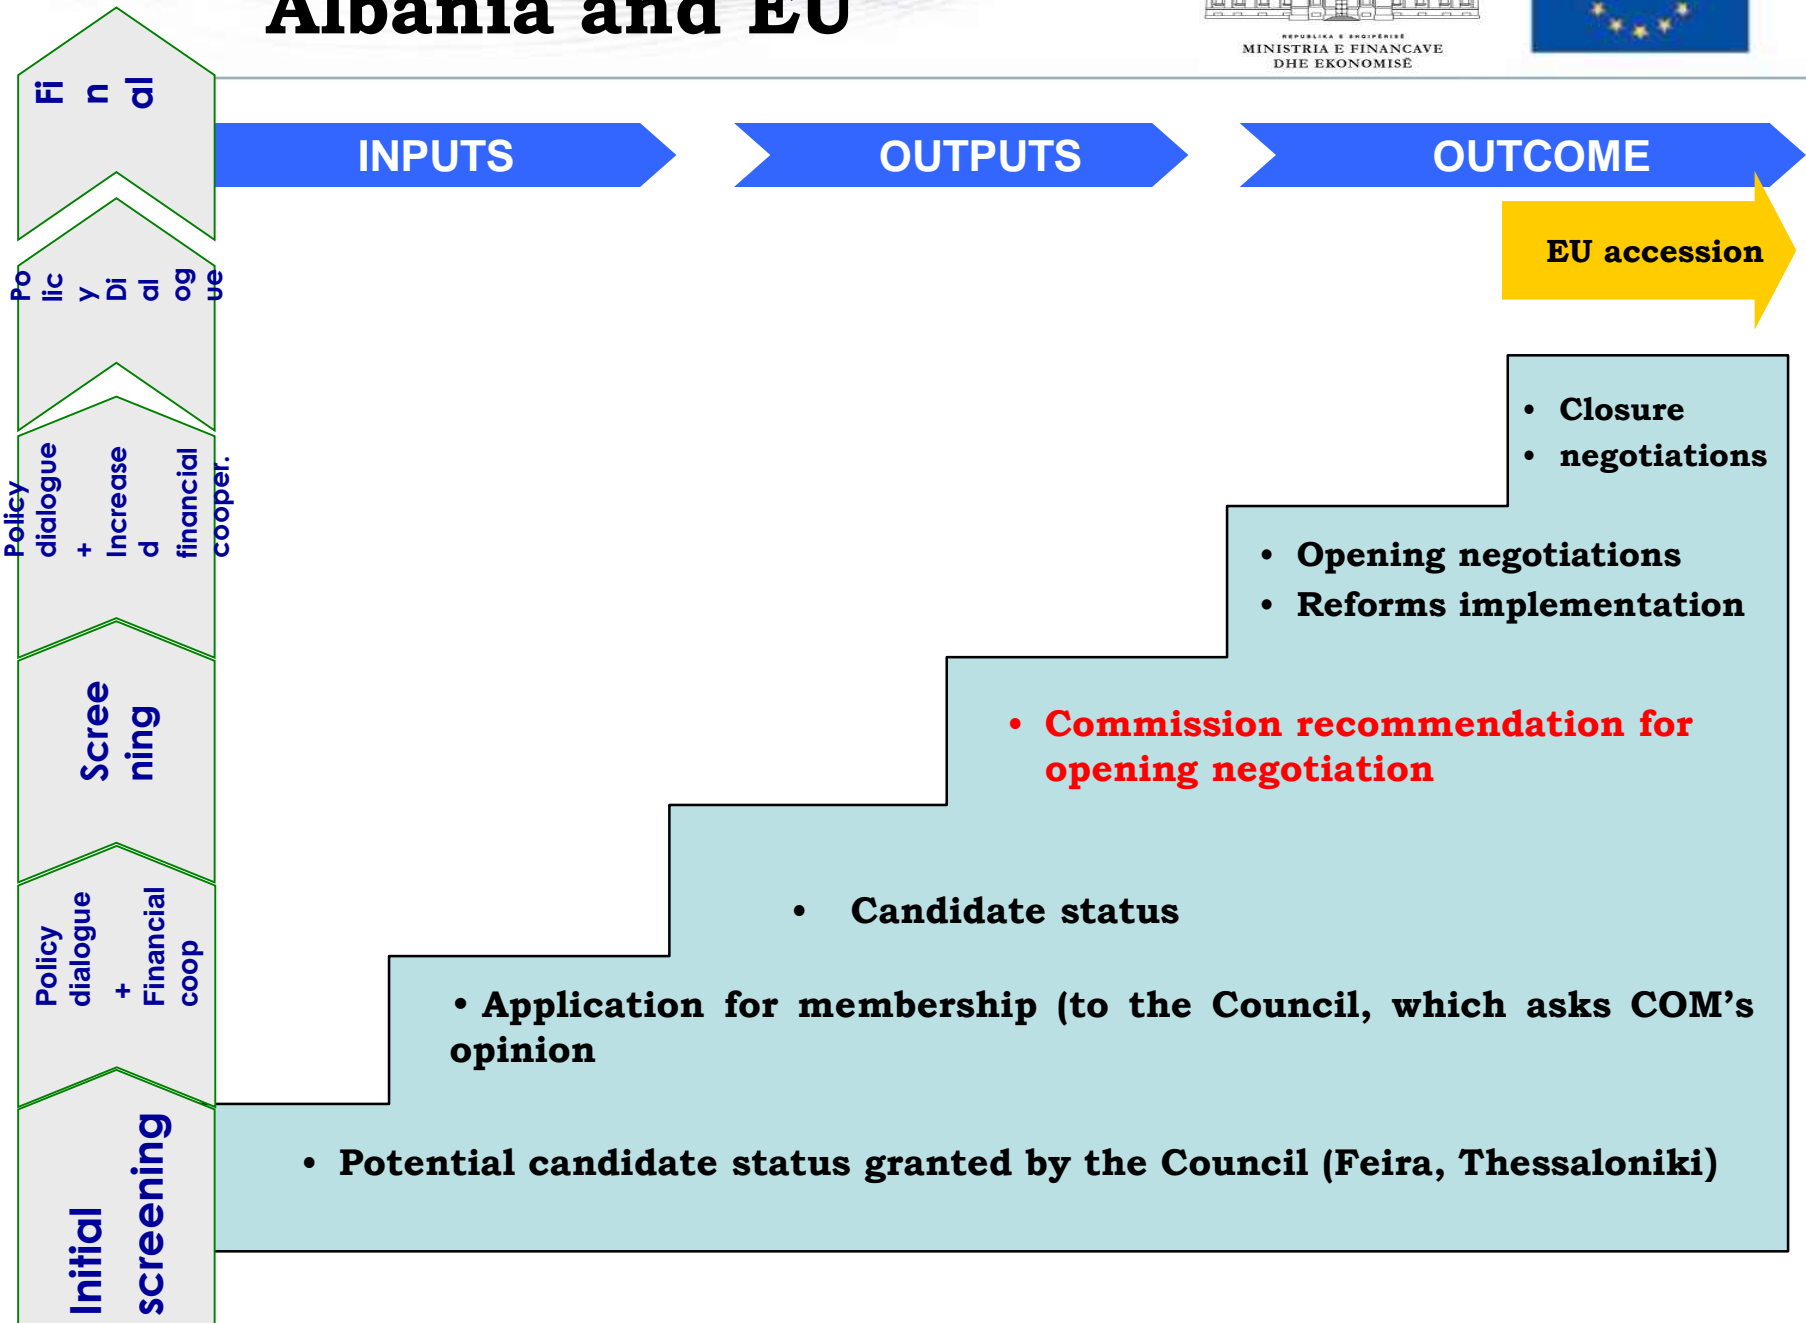 Albania and EU
REPUBLIKA E SHQIPËRISË
MINISTRIA E FINANCAVE
DHE EKONOMISË
INPUTS
OUTPUTS
OUTCOME
EU accession
• Closure
• negotiations
• Opening negotiations
• Reforms implementation
• Commission recommendation for
opening negotiation
• Candidate status
• Application for membership (to the Council, which asks COM’s
opinion
• Potential candidate status granted by the Council (Feira, Thessaloniki)
Fi
n
al
Po
lic
y
Di
al
og
ue
Policy
dialogue
+
Increase
d
financial
cooper.
Scree
ning
Policy
dialogue
+
Financial
coop
Initial
screening